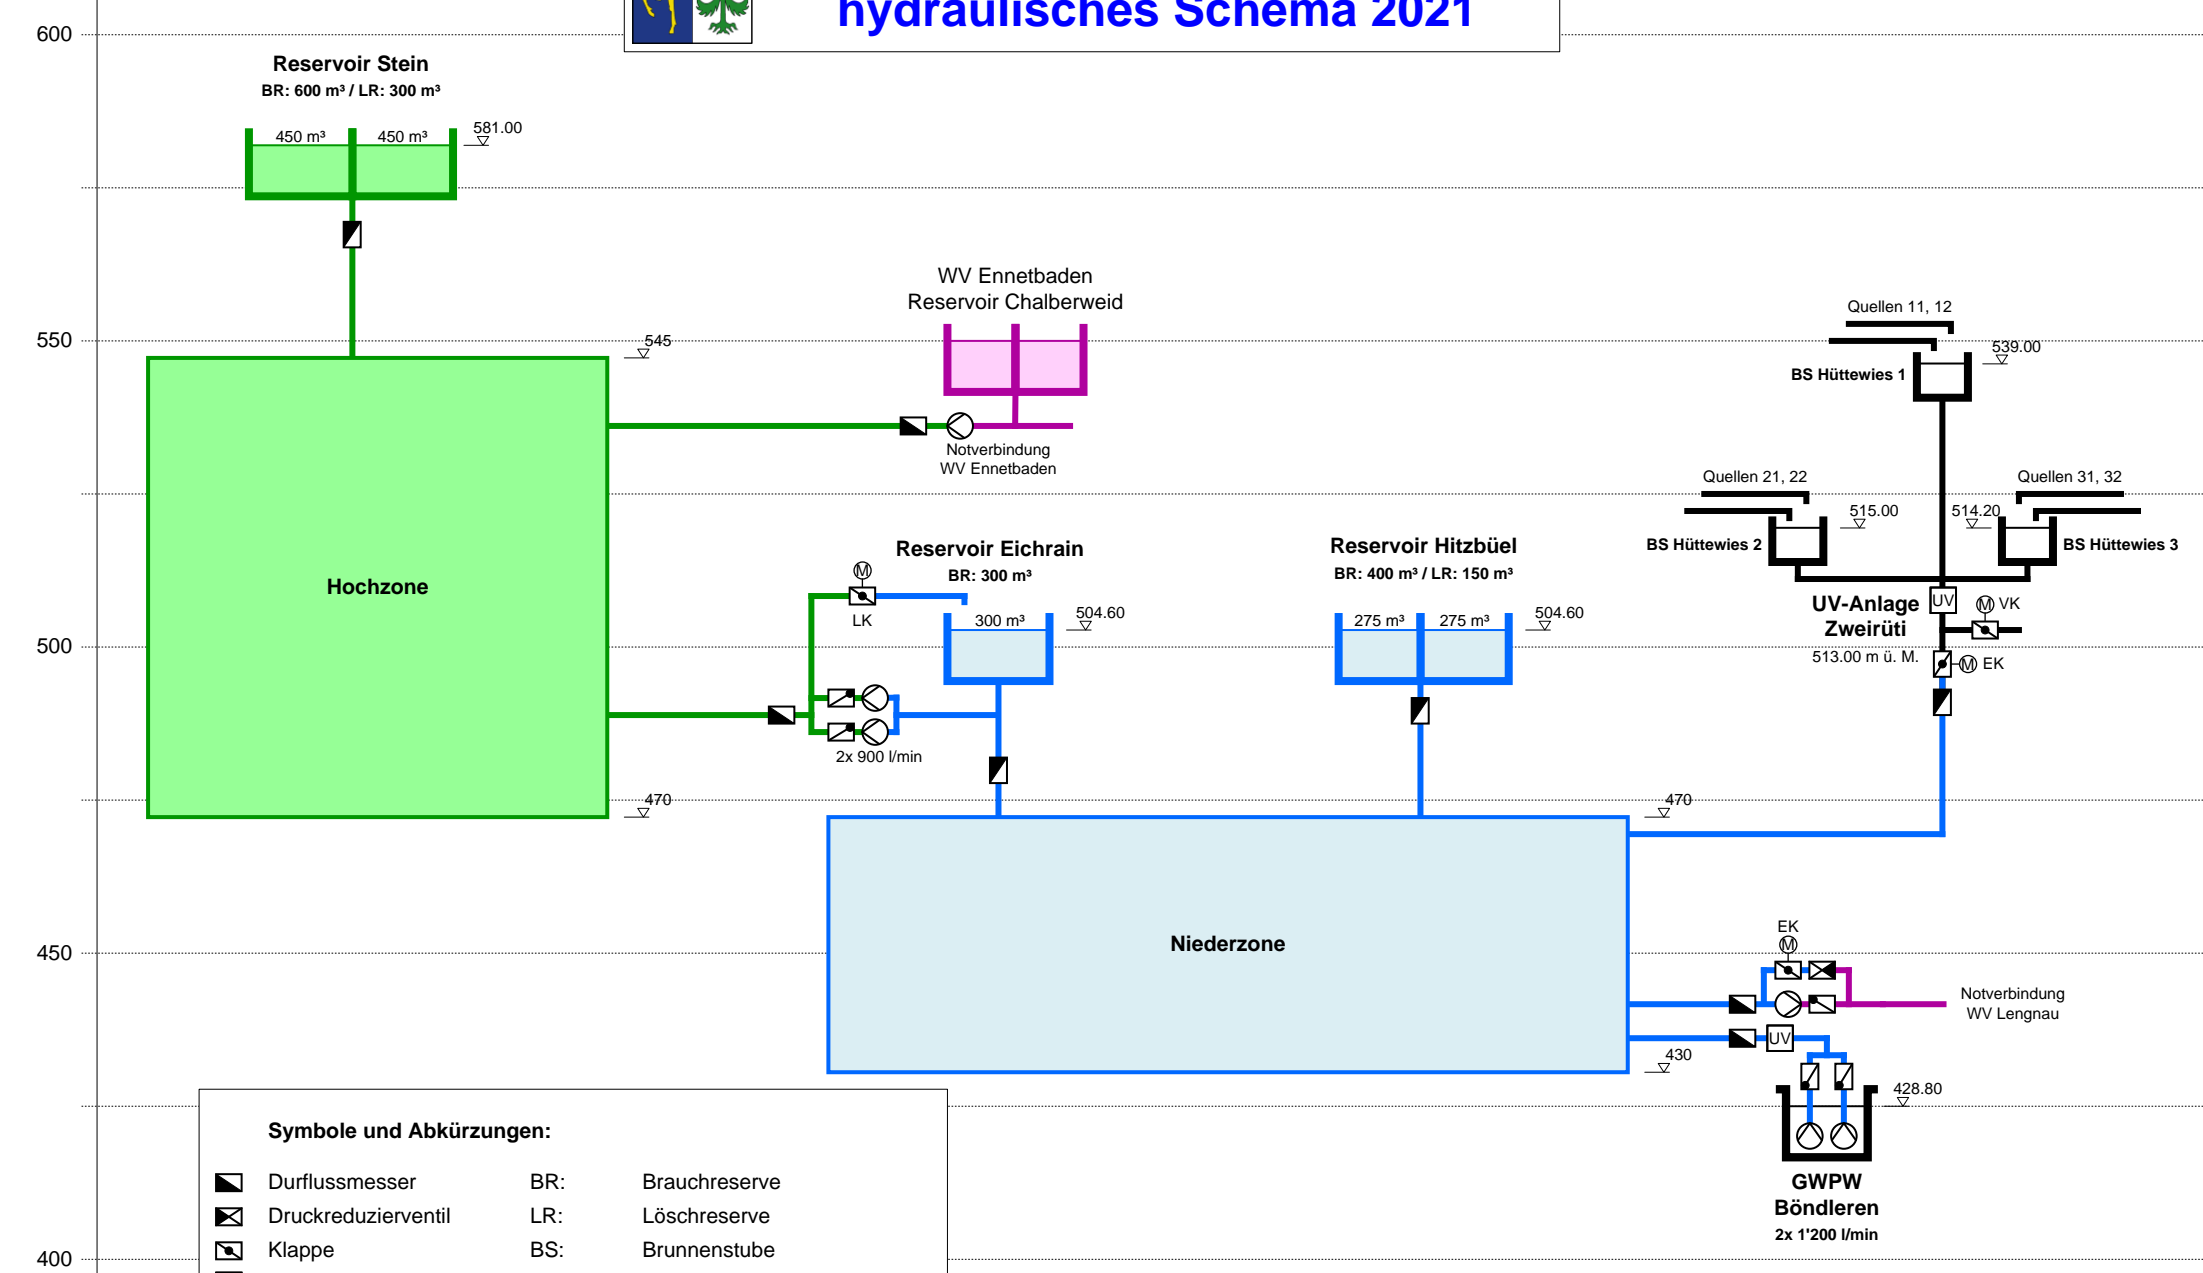 hydraulisches Schema 2021
600
Reservoir Stein
BR: 600 m³ / LR: 300 m³
450 m³ 450 m³
581.00
WV Ennetbaden
Reservoir Chalberweid
Quellen 11, 12
550
545
539.00
BS Hüttewies 1
Notverbindung
WV Ennetbaden
Quellen 21, 22
Quellen 31, 32
515.00
514.20
BS Hüttewies 2
BS Hüttewies 3
Reservoir Eichrain
BR: 300 m³
Reservoir Hitzbüel
BR: 400 m³ / LR: 150 m³
Hochzone
M
LK
300 m³
504.60
275 m³ 275 m³
504.60
UV-Anlage
Zweirüti
513.00 m ü. M.
UV
M VK
M EK
500
2x 900 l/min
470
470
Niederzone
450
EK
M
Notverbindung
WV Lengnau
UV
430
428.80
GWPW
Böndleren
2x 1'200 l/min
Symbole und Abkürzungen:
Durflussmesser BR: Brauchreserve
Druckreduzierventil LR: Löschreserve
Klappe BS: Brunnenstube
400